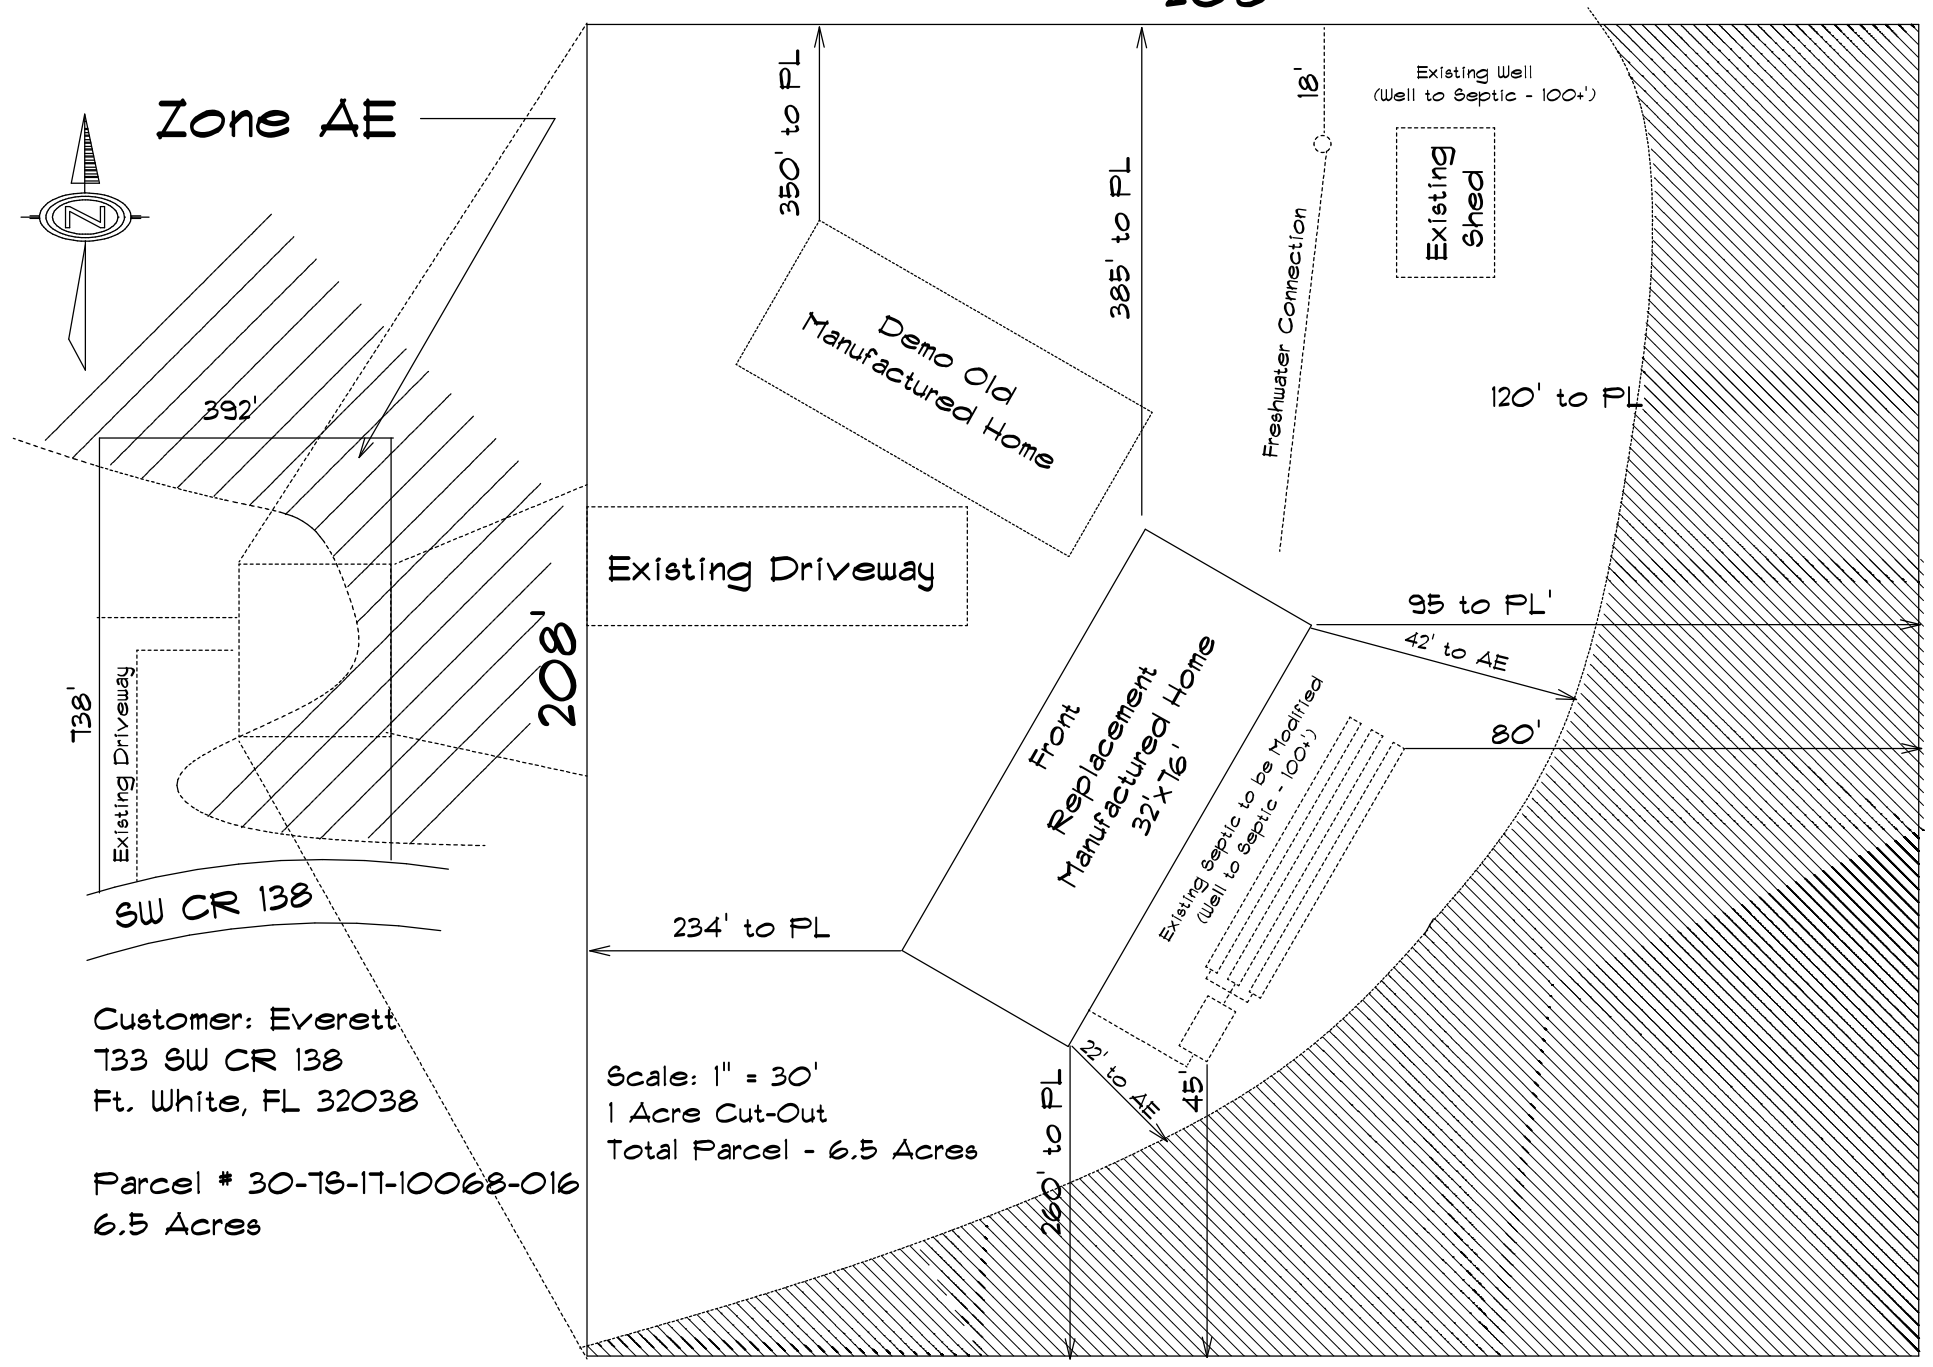 Zone AE
N
392'
738'
Existing Driveway
SW CR 138
Customer: Everett
733 SW CR 138
Ft. White, FL 32038
Parcel # 30-7S-17-10068-016
6.5 Acres
208'
350' to PL
385' to PL
18'
Existing Well
(Well to Septic - 100+')
Existing
Shed
Freshwater Connection
120' to PL
Demo Old
Manufactured Home
Existing Driveway
95 to PL'
42' to AE
80'
Front
Replacement
Manufactured Home
32'x76'
Existing Septic to be Modified
(Well to Septic - 100+')
234' to PL
22' to AE
45'
260' to PL
Scale: 1" = 30'
1 Acre Cut-Out
Total Parcel - 6.5 Acres